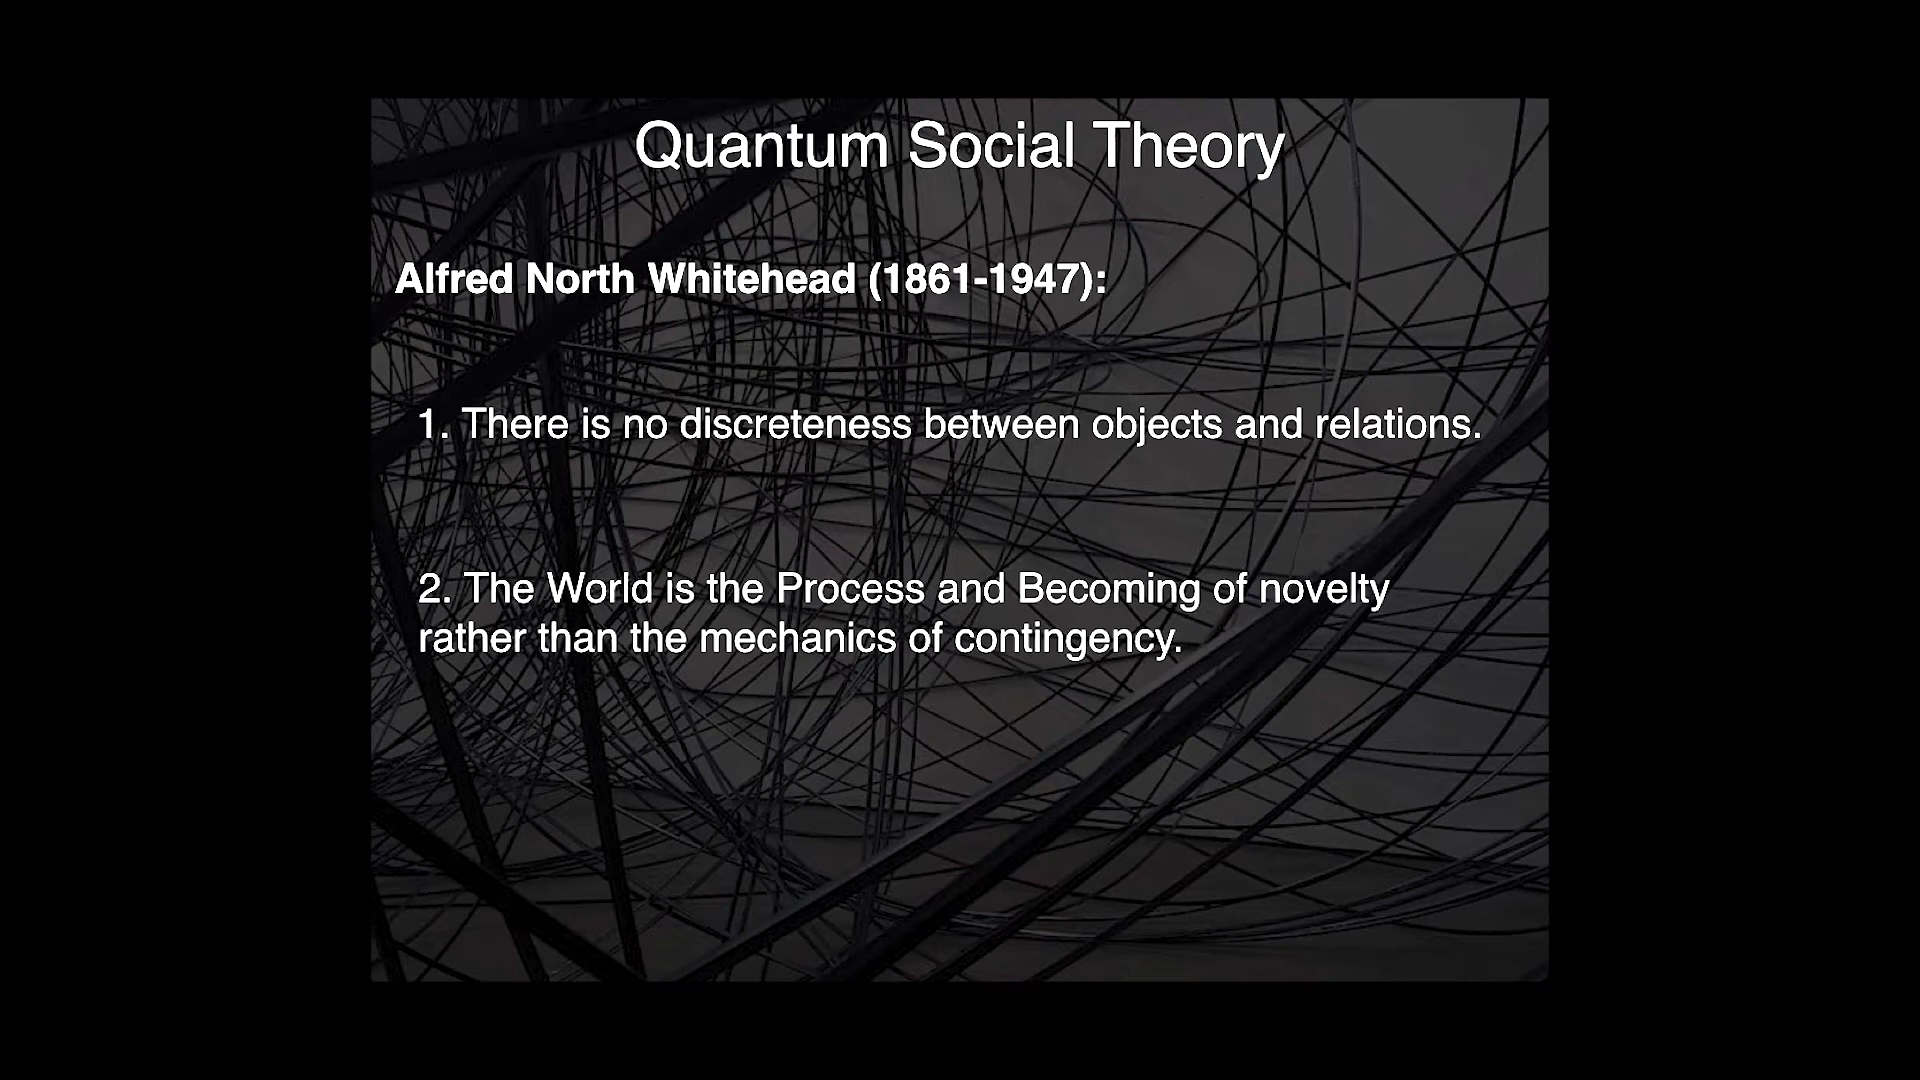 Quantum Social Theory
Alfred North Whitehead (1861-1947):
1. There is no discreteness between objects and relations.
2. The World is the Process and Becoming of novelty
rather than the mechanics of contingency.